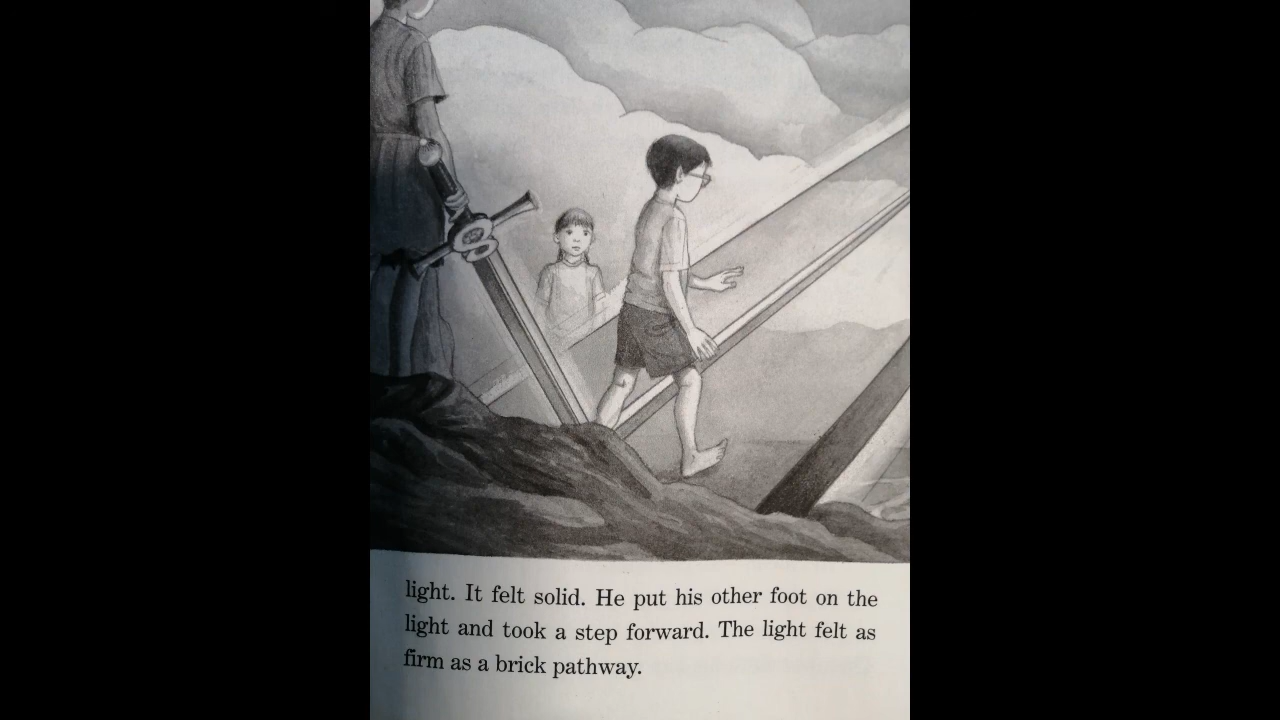 light. It felt solid. He put his other foot on the
light and took a step forward. The light felt as
firm as a brick pathway.